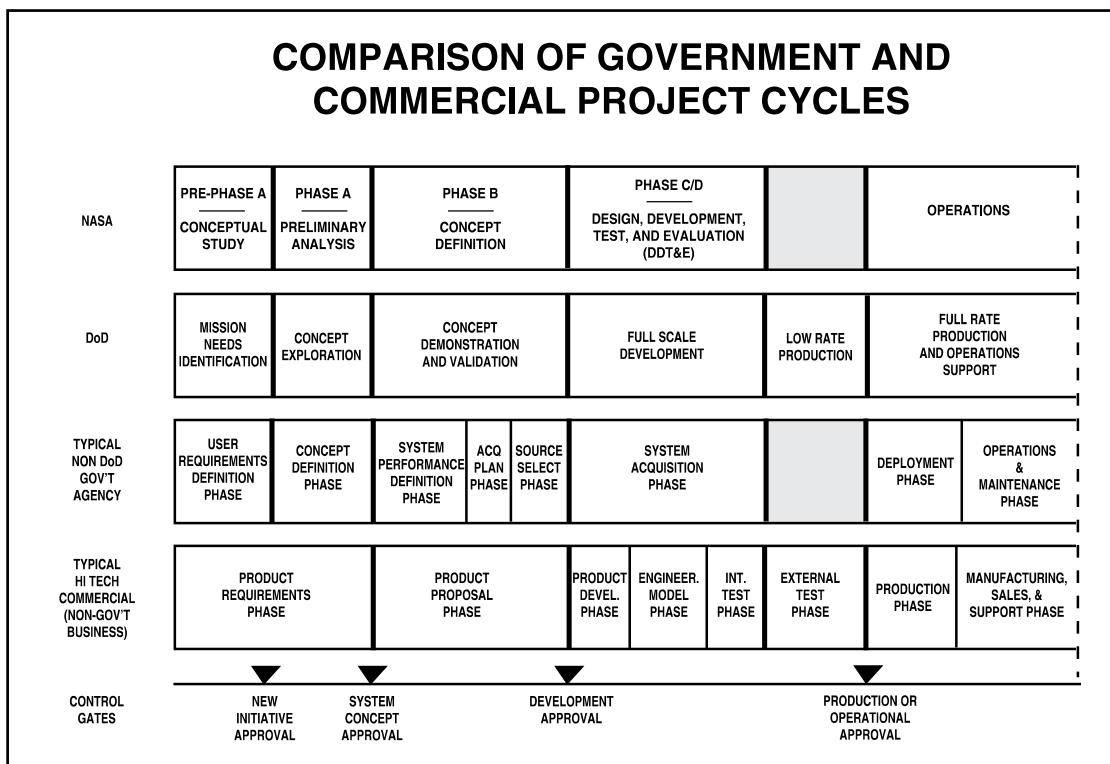 COMPARISON OF GOVERNMENT AND
COMMERCIAL PROJECT CYCLES
NASA
PRE-PHASE A
CONCEPTUAL
STUDY
PHASE A
PRELIMINARY
ANALYSIS
PHASE B
CONCEPT
DEFINITION
PHASE C/D
DESIGN, DEVELOPMENT,
TEST, AND EVALUATION
(DDT&E)
OPERATIONS
DoD
MISSION
NEEDS
IDENTIFICATION
CONCEPT
EXPLORATION
CONCEPT
DEMONSTRATION
AND VALIDATION
FULL SCALE
DEVELOPMENT
LOW RATE
PRODUCTION
FULL RATE
PRODUCTION
AND OPERATIONS
SUPPORT
TYPICAL
NON DoD
GOV'T
AGENCY
USER
REQUIREMENTS
DEFINITION
PHASE
CONCEPT
DEFINITION
PHASE
SYSTEM
PERFORMANCE
DEFINITION
PHASE
ACQ
PLAN
PHASE
SOURCE
SELECT
PHASE
SYSTEM
ACQUISITION
PHASE
DEPLOYMENT
PHASE
OPERATIONS
&
MAINTENANCE
PHASE
TYPICAL
HI TECH
COMMERCIAL
(NON-GOV'T
BUSINESS)
PRODUCT
REQUIREMENTS
PHASE
PRODUCT
PROPOSAL
PHASE
PRODUCT
DEVEL.
PHASE
ENGINEER.
MODEL
PHASE
INT.
TEST
PHASE
EXTERNAL
TEST
PHASE
PRODUCTION
PHASE
MANUFACTURING,
SALES, &
SUPPORT PHASE
CONTROL
GATES
NEW
INITIATIVE
APPROVAL
SYSTEM
CONCEPT
APPROVAL
DEVELOPMENT
APPROVAL
PRODUCTION OR
OPERATIONAL
APPROVAL